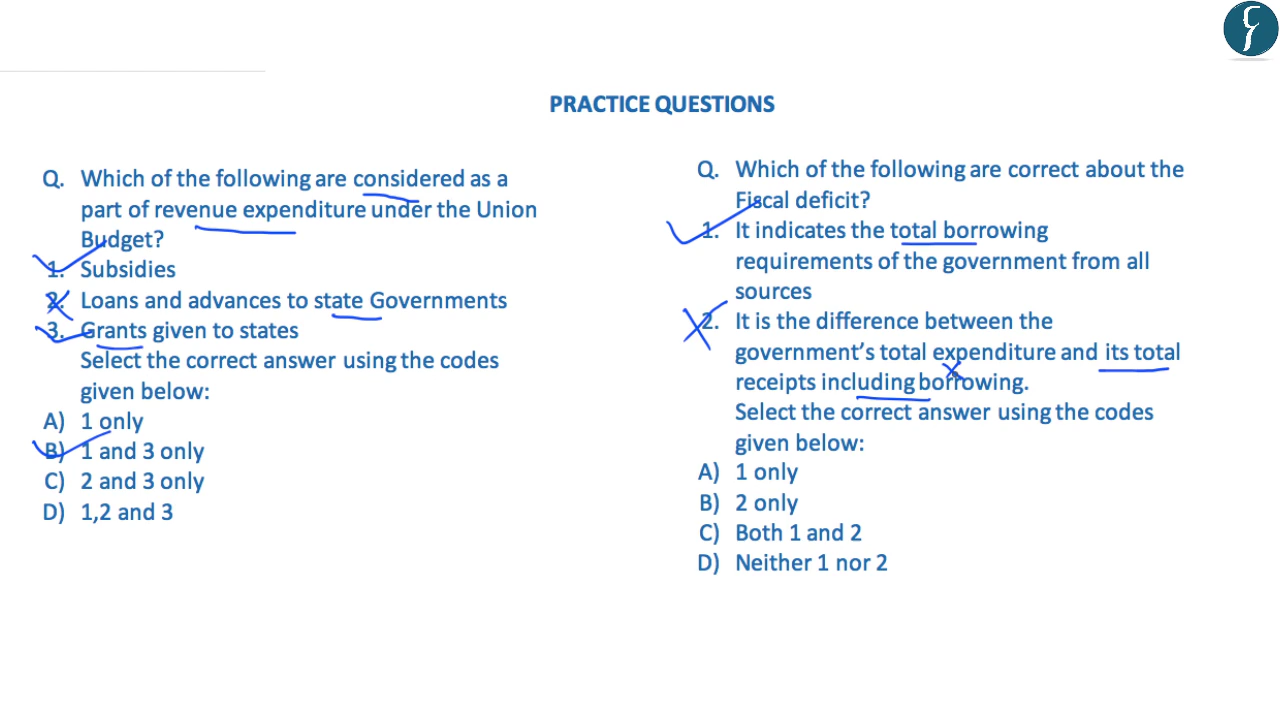 PRACTICE QUESTIONS
Q. Which of the following are considered as a
part of revenue expenditure under the Union
Budget?
1. Subsidies
2. Loans and advances to state Governments
3. Grants given to states
Select the correct answer using the codes
given below:
A) 1 only
B) 1 and 3 only
C) 2 and 3 only
D) 1,2 and 3
Q. Which of the following are correct about the
Fiscal deficit?
1. It indicates the total borrowing
requirements of the government from all
sources
2. It is the difference between the
government’s total expenditure and its total
receipts including borrowing.
Select the correct answer using the codes
given below:
A) 1 only
B) 2 only
C) Both 1 and 2
D) Neither 1 nor 2